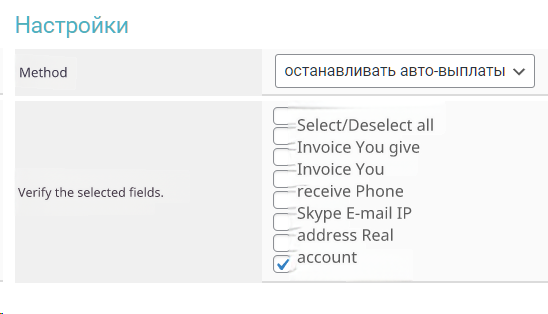 Настройки
Method
останавливать авто-выплаты
Verify the selected fields.
Select/Deselect all
Invoice You give
Invoice You
receive Phone
Skype E-mail IP
address Real
account